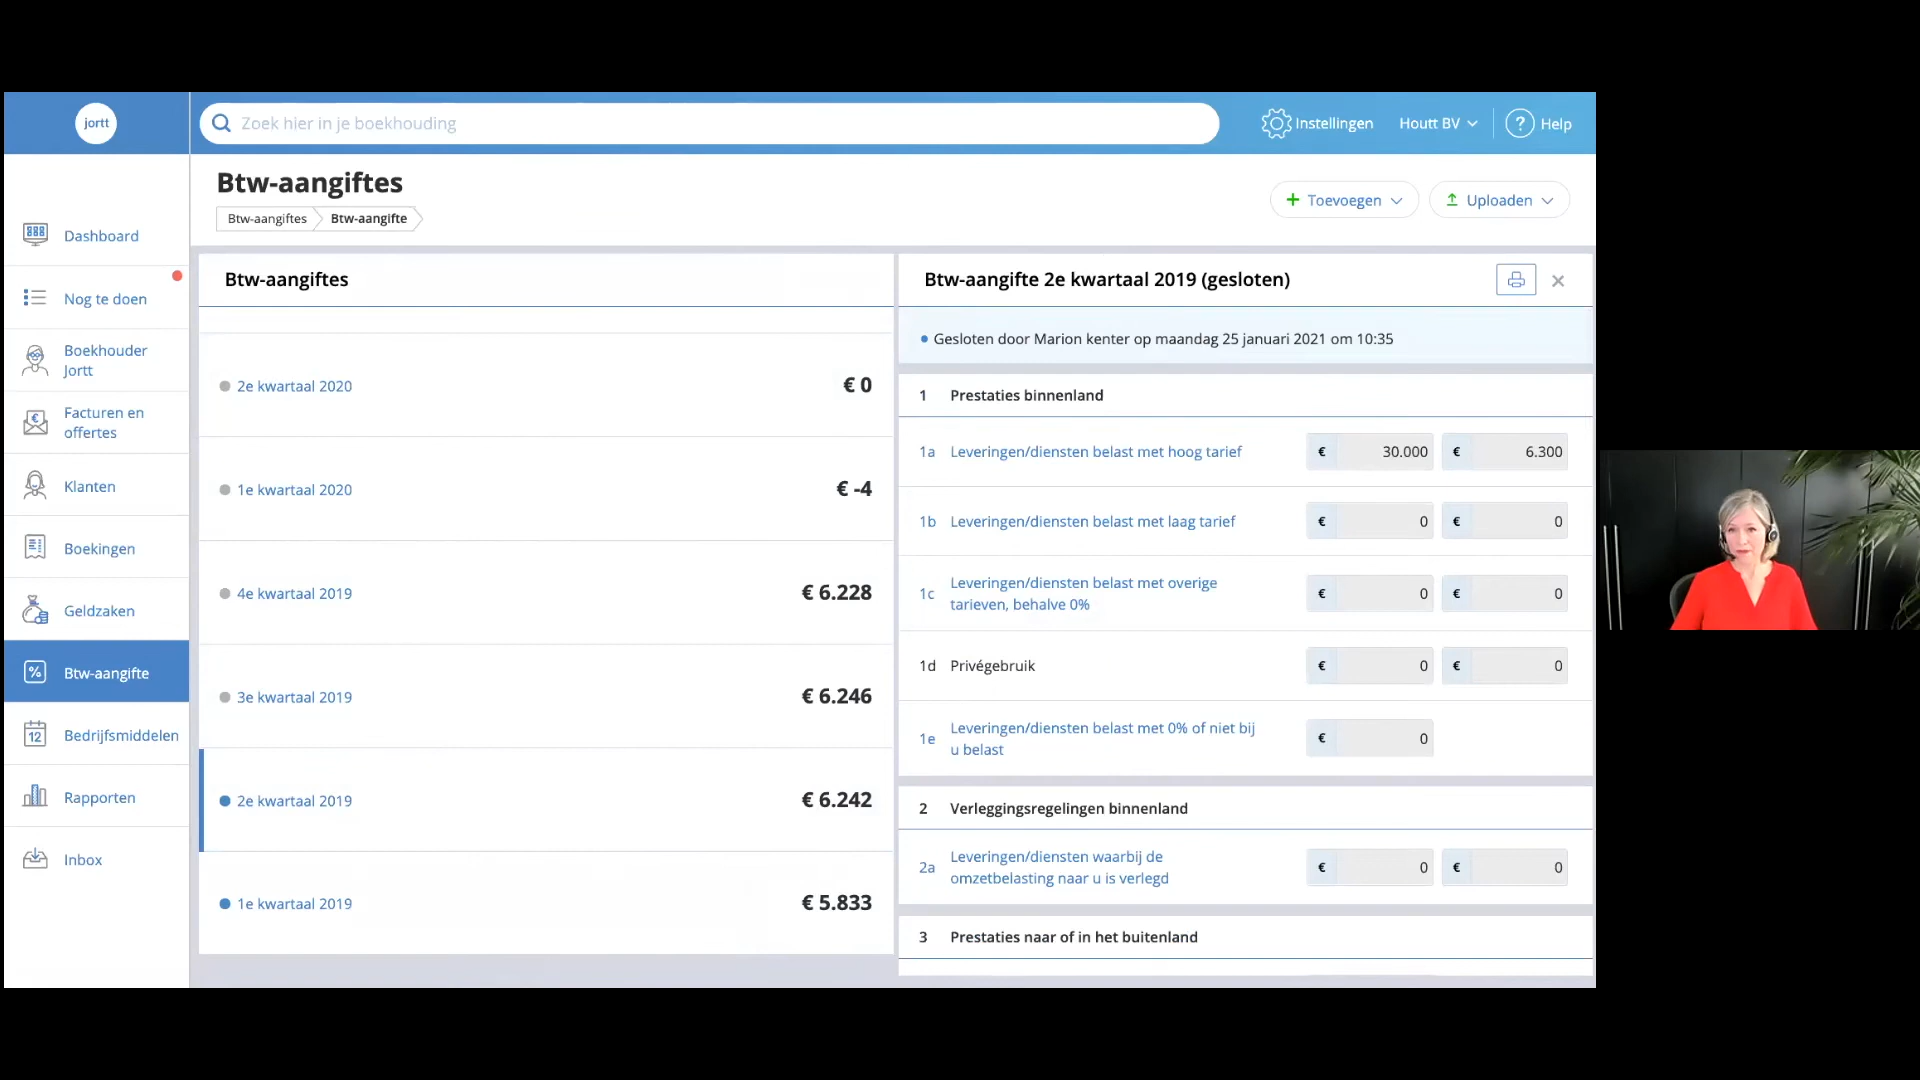 jortt
Zoek hier in je boekhouding
Instellingen
Houtt BV
? Help
Btw-aangiftes
Btw-aangiftes
Btw-aangifte
+ Toevoegen
Uploaden
Dashboard
Nog te doen
Boekhouder
Jortt
Facturen en
offertes
Klanten
Boekingen
Geldzaken
% Btw-aangifte
12 Bedrijfsmiddelen
Rapporten
Inbox
Btw-aangiftes
2e kwartaal 2020 € 0
1e kwartaal 2020 € -4
4e kwartaal 2019 € 6.228
3e kwartaal 2019 € 6.246
2e kwartaal 2019 € 6.242
1e kwartaal 2019 € 5.833
Btw-aangifte 2e kwartaal 2019 (gesloten)
Gesloten door Marion kenter op maandag 25 januari 2021 om 10:35
1 Prestaties binnenland
1a Leveringen/diensten belast met hoog tarief € 30.000 € 6.300
1b Leveringen/diensten belast met laag tarief € 0 € 0
1c Leveringen/diensten belast met overige
tarieven, behalve 0% € 0 € 0
1d Privégebruik € 0 € 0
1e Leveringen/diensten belast met 0% of niet bij
u belast € 0
2 Verleggingsregelingen binnenland
2a Leveringen/diensten waarbij de
omzetbelasting naar u is verlegd € 0 € 0
3 Prestaties naar of in het buitenland